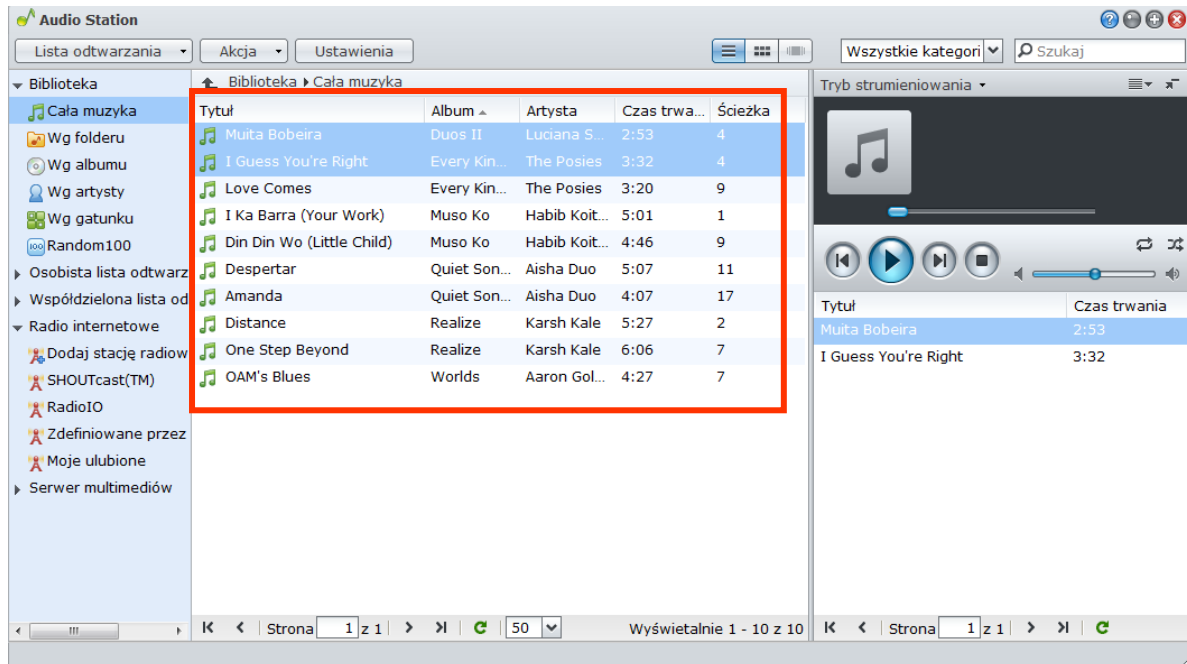 Audio Station
Lista odtwarzania Akcja Ustawienia Wszystkie kategori Szukaj
Biblioteka
Cała muzyka
Wg folderu
Wg albumu
Wg artysty
Wg gatunku
100 Random100
Osobista lista odtwarz
Współdzielona lista od
Radio internetowe
Dodaj stację radiow
SHOUTcast(TM)
RadioIO
Zdefiniowane przez
Moje ulubione
Serwer multimediów
Biblioteka Cała muzyka
Tytuł Album Artysta Czas trwa... Ścieżka
Muita Bobeira Duos II Luciana S... 2:53 4
I Guess You're Right Every Kin... The Posies 3:32 4
Love Comes Every Kin... The Posies 3:20 9
I Ka Barra (Your Work) Muso Ko Habib Koit... 5:01 1
Din Din Wo (Little Child) Muso Ko Habib Koit... 4:46 9
Despertar Quiet Son... Aisha Duo 5:07 11
Amanda Quiet Son... Aisha Duo 4:07 17
Distance Realize Karsh Kale 5:27 2
One Step Beyond Realize Karsh Kale 6:06 7
OAM's Blues Worlds Aaron Gol... 4:27 7
Strona 1 z 1 50 Wyświetalnie 1 - 10 z 10
Tryb strumieniowania
Tytuł Czas trwania
Muita Bobeira 2:53
I Guess You're Right 3:32
Strona 1 z 1